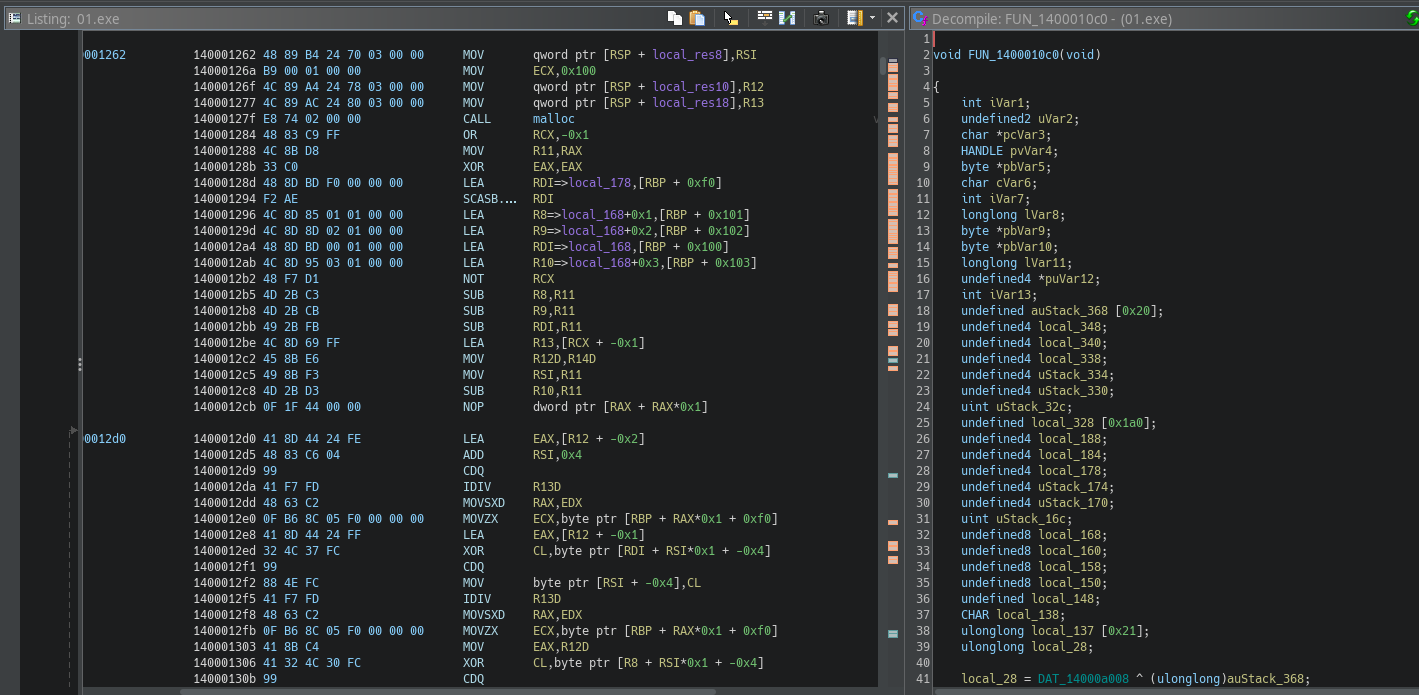 Listing: 01.exe
001262 140001262 48 89 B4 24 70 03 00 00 MOV qword ptr [RSP + local_res8],RSI
14000126a B9 00 01 00 00 MOV ECX,0x100
14000126f 4C 89 A4 24 78 03 00 00 MOV qword ptr [RSP + local_res10],R12
140001277 4C 89 AC 24 80 03 00 00 MOV qword ptr [RSP + local_res18],R13
14000127f E8 74 02 00 00 CALL malloc
140001284 48 83 C9 FF OR RCX,-0x1
140001288 4C 8B D8 MOV R11,RAX
14000128b 33 C0 XOR EAX,EAX
14000128d 48 8D BD F0 00 00 00 LEA RDI=>local_178,[RBP + 0xf0]
140001294 F2 AE SCASB.... RDI
140001296 4C 8D 85 01 01 00 00 LEA R8=>local_168+0x1,[RBP + 0x101]
14000129d 4C 8D 8D 02 01 00 00 LEA R9=>local_168+0x2,[RBP + 0x102]
1400012a4 48 8D BD 00 01 00 00 LEA RDI=>local_168,[RBP + 0x100]
1400012ab 4C 8D 95 03 01 00 00 LEA R10=>local_168+0x3,[RBP + 0x103]
1400012b2 48 F7 D1 NOT RCX
1400012b5 4D 2B C3 SUB R8,R11
1400012b8 4D 2B CB SUB R9,R11
1400012bb 49 2B FB SUB RDI,R11
1400012be 4C 8D 69 FF LEA R13,[RCX + -0x1]
1400012c2 45 8B E6 MOV R12D,R14D
1400012c5 49 8B F3 MOV RSI,R11
1400012c8 4D 2B D3 SUB R10,R11
1400012cb 0F 1F 44 00 00 NOP dword ptr [RAX + RAX*0x1]
0012d0 1400012d0 41 8D 44 24 FE LEA EAX,[R12 + -0x2]
1400012d5 48 83 C6 04 ADD RSI,0x4
1400012d9 99 CDQ
1400012da 41 F7 FD IDIV R13D
1400012dd 48 63 C2 MOVSXD RAX,EDX
1400012e0 0F B6 8C 05 F0 00 00 00 MOVZX ECX,byte ptr [RBP + RAX*0x1 + 0xf0]
1400012e8 41 8D 44 24 FF LEA EAX,[R12 + -0x1]
1400012ed 32 4C 37 FC XOR CL,byte ptr [RDI + RSI*0x1 + -0x4]
1400012f1 99 CDQ
1400012f2 88 4E FC MOV byte ptr [RSI + -0x4],CL
1400012f5 41 F7 FD IDIV R13D
1400012f8 48 63 C2 MOVSXD RAX,EDX
1400012fb 0F B6 8C 05 F0 00 00 00 MOVZX ECX,byte ptr [RBP + RAX*0x1 + 0xf0]
140001303 41 8B C4 MOV EAX,R12D
140001306 41 32 4C 30 FC XOR CL,byte ptr [R8 + RSI*0x1 + -0x4]
14000130b 99 CDQ
Decompile: FUN_1400010c0 - (01.exe)
1
2 void FUN_1400010c0(void)
3
4 {
5 int iVar1;
6 undefined2 uVar2;
7 char *pcVar3;
8 HANDLE pvVar4;
9 byte *pbVar5;
10 char cVar6;
11 int iVar7;
12 longlong lVar8;
13 byte *pbVar9;
14 byte *pbVar10;
15 longlong lVar11;
16 undefined4 *puVar12;
17 int iVar13;
18 undefined auStack_368 [0x20];
19 undefined4 local_348;
20 undefined4 local_340;
21 undefined4 local_338;
22 undefined4 uStack_334;
23 undefined4 uStack_330;
24 uint uStack_32c;
25 undefined local_328 [0x1a0];
26 undefined4 local_188;
27 undefined4 local_184;
28 undefined4 local_178;
29 undefined4 uStack_174;
30 undefined4 uStack_170;
31 uint uStack_16c;
32 undefined8 local_168;
33 undefined8 local_160;
34 undefined8 local_158;
35 undefined8 local_150;
36 undefined local_148;
37 CHAR local_138;
38 ulonglong local_137 [0x21];
39 ulonglong local_28;
40
41 local_28 = DAT_14000a008 ^ (ulonglong)auStack_368;